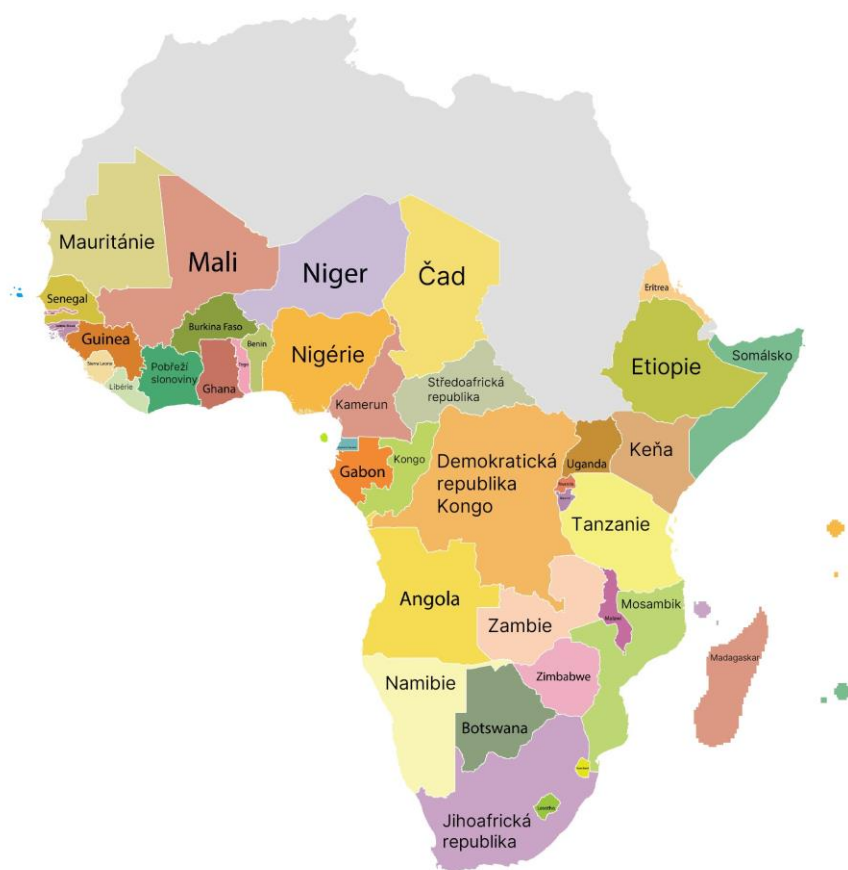 Mauritánie
Mali
Niger
Čad
Eritrea
Senegal
Burkina Faso
Guinea
Benin
Nigérie
Etiopie
Somálsko
Sierra Leone
Pobřeží
slonoviny
Togo
Libérie
Ghana
Středoafrická
republika
Kamerun
Gabon
Kongo
Demokratická
republika
Kongo
Uganda
Keňa
Tanzanie
Angola
Zambie
Malawi
Mosambik
Madagaskar
Namibie
Zimbabwe
Botswana
Lesotho
Jihoafrická
republika